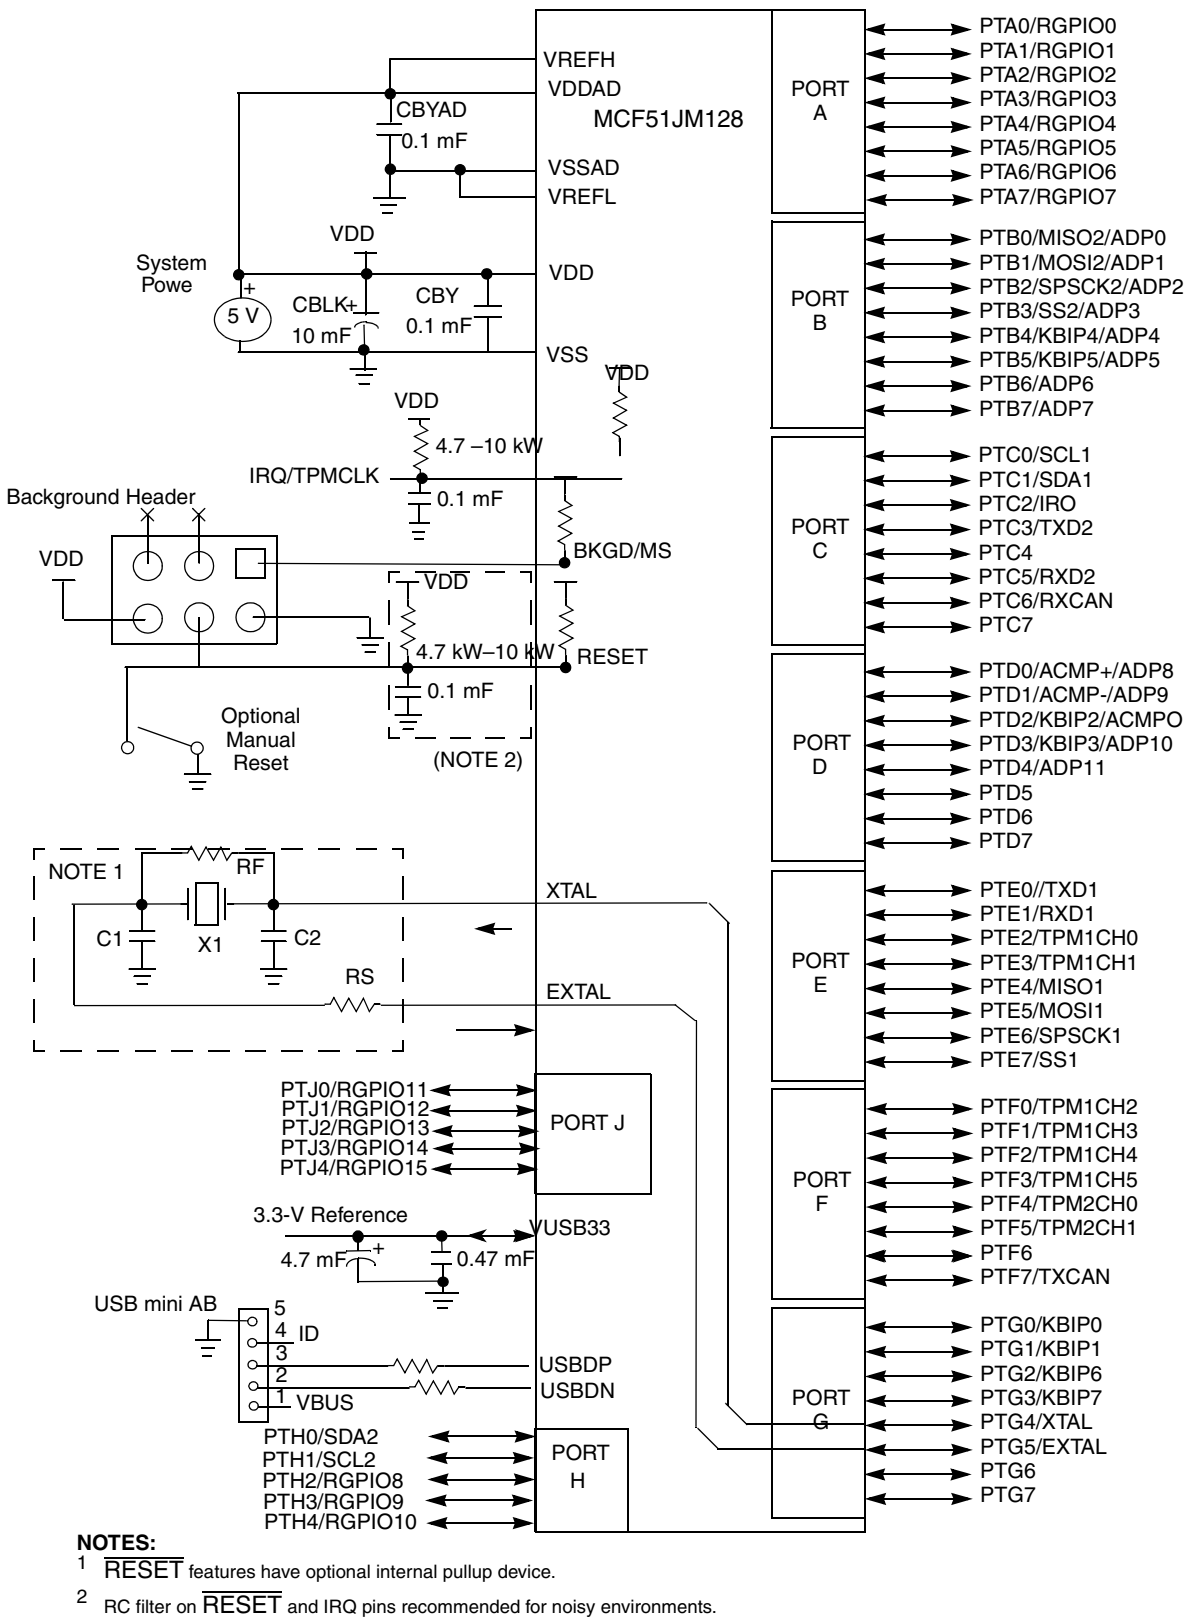 VREFH
VDDAD
CBYAD
0.1 mF
VSSAD
VREFL
MCF51JM128
VDD
System
Powe
+
5 V
CBLK+
10 mF
CBY
0.1 mF
VDD
VSS
VDD
VDD
4.7 –10 kW
IRQ/TPMCLK
0.1 mF
Background Header
VDD
BKGD/MS
VDD
4.7 kW–10 kW
RESET
0.1 mF
(NOTE 2)
Optional
Manual
Reset
NOTE 1
RF
C1
X1
C2
RS
XTAL
EXTAL
PTJ0/RGPIO11
PTJ1/RGPIO12
PTJ2/RGPIO13
PTJ3/RGPIO14
PTJ4/RGPIO15
PORT J
3.3-V Reference
VUSB33
4.7 mF
+
0.47 mF
USB mini AB
5
4
ID
3
2
1
VBUS
USBDP
USBDN
PTH0/SDA2
PTH1/SCL2
PTH2/RGPIO8
PTH3/RGPIO9
PTH4/RGPIO10
PORT
H
PORT
A
PTA0/RGPIO0
PTA1/RGPIO1
PTA2/RGPIO2
PTA3/RGPIO3
PTA4/RGPIO4
PTA5/RGPIO5
PTA6/RGPIO6
PTA7/RGPIO7
PORT
B
PTB0/MISO2/ADP0
PTB1/MOSI2/ADP1
PTB2/SPSCK2/ADP2
PTB3/SS2/ADP3
PTB4/KBIP4/ADP4
PTB5/KBIP5/ADP5
PTB6/ADP6
PTB7/ADP7
PORT
C
PTC0/SCL1
PTC1/SDA1
PTC2/IRO
PTC3/TXD2
PTC4
PTC5/RXD2
PTC6/RXCAN
PTC7
PORT
D
PTD0/ACMP+/ADP8
PTD1/ACMP-/ADP9
PTD2/KBIP2/ACMPO
PTD3/KBIP3/ADP10
PTD4/ADP11
PTD5
PTD6
PTD7
PORT
E
PTE0//TXD1
PTE1/RXD1
PTE2/TPM1CH0
PTE3/TPM1CH1
PTE4/MISO1
PTE5/MOSI1
PTE6/SPSCK1
PTE7/SS1
PORT
F
PTF0/TPM1CH2
PTF1/TPM1CH3
PTF2/TPM1CH4
PTF3/TPM1CH5
PTF4/TPM2CH0
PTF5/TPM2CH1
PTF6
PTF7/TXCAN
PORT
G
PTG0/KBIP0
PTG1/KBIP1
PTG2/KBIP6
PTG3/KBIP7
PTG4/XTAL
PTG5/EXTAL
PTG6
PTG7
NOTES:
1 RESET features have optional internal pullup device.
2 RC filter on RESET and IRQ pins recommended for noisy environments.